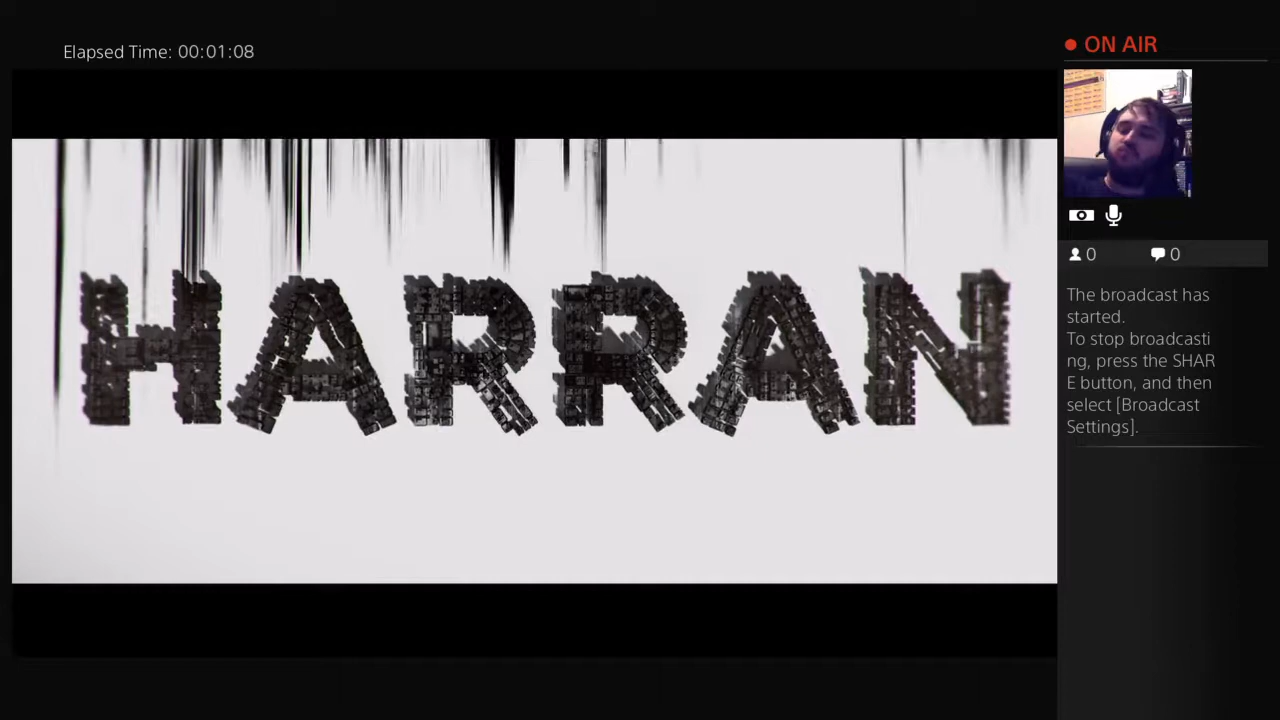 Elapsed Time: 00:01:08
ON AIR
HARRAN
0
0
The broadcast has
started.
To stop broadcasti
ng, press the SHAR
E button, and then
select [Broadcast
Settings].